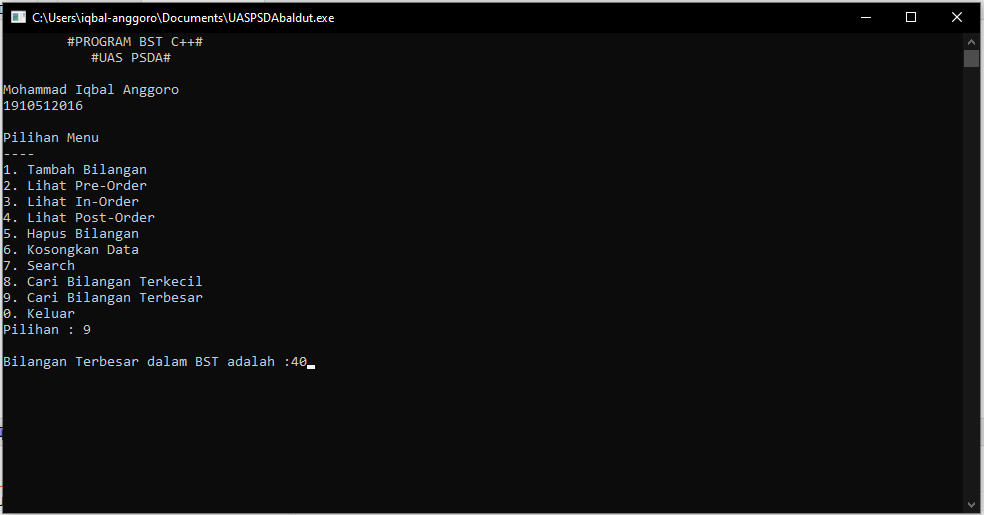 C:\Users\iqbal-anggoro\Documents\UASPSDAbaldut.exe
#PROGRAM BST C++#
#UAS PSDA#
Mohammad Iqbal Anggoro
1910512016
Pilihan Menu
----
1. Tambah Bilangan
2. Lihat Pre-Order
3. Lihat In-Order
4. Lihat Post-Order
5. Hapus Bilangan
6. Kosongkan Data
7. Search
8. Cari Bilangan Terkecil
9. Cari Bilangan Terbesar
0. Keluar
Pilihan : 9
Bilangan Terbesar dalam BST adalah :40